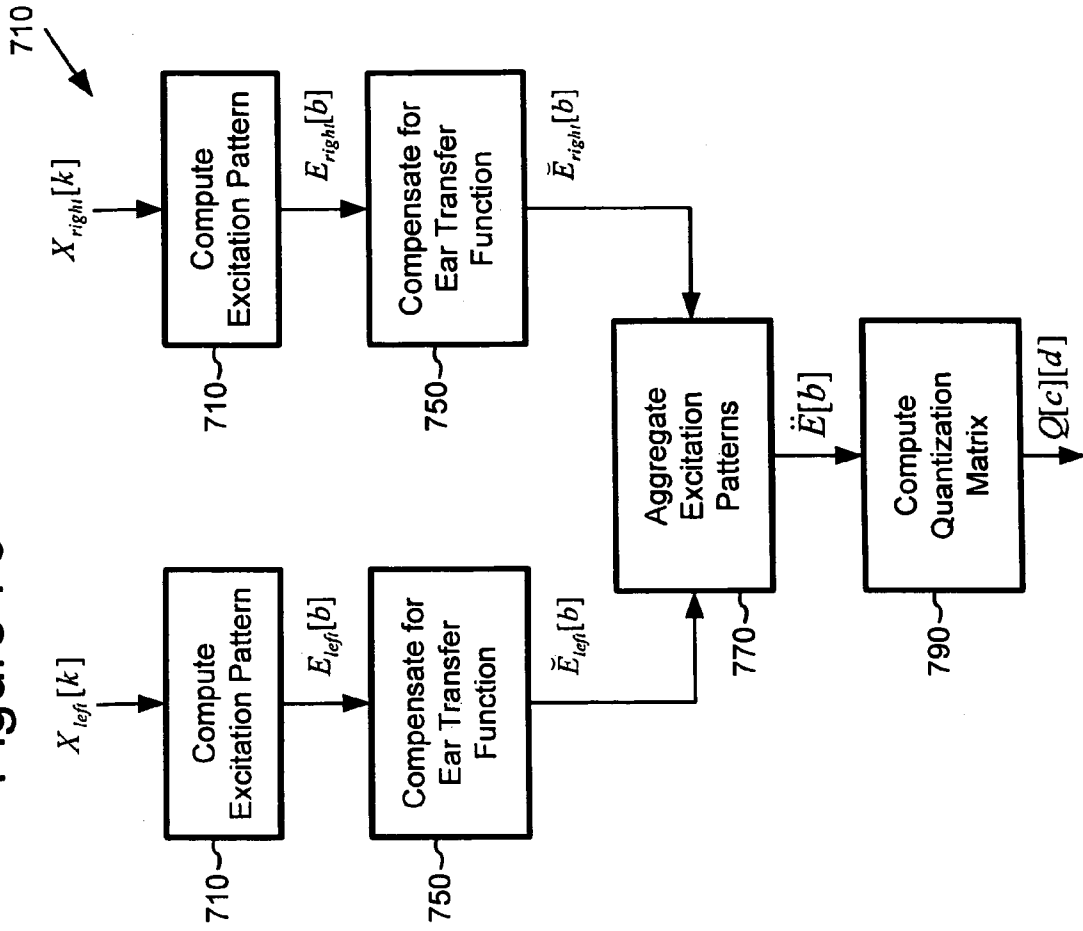 710
X_left[k]
X_right[k]
Compute
Excitation Pattern
710
Compute
Excitation Pattern
710
E_left[b]
E_right[b]
Compensate for
Ear Transfer
Function
750
Compensate for
Ear Transfer
Function
750
Ĕ_left[b]
Ĕ_right[b]
Aggregate
Excitation
Patterns
770
Ë[b]
Compute
Quantization
Matrix
790
Q[c][d]